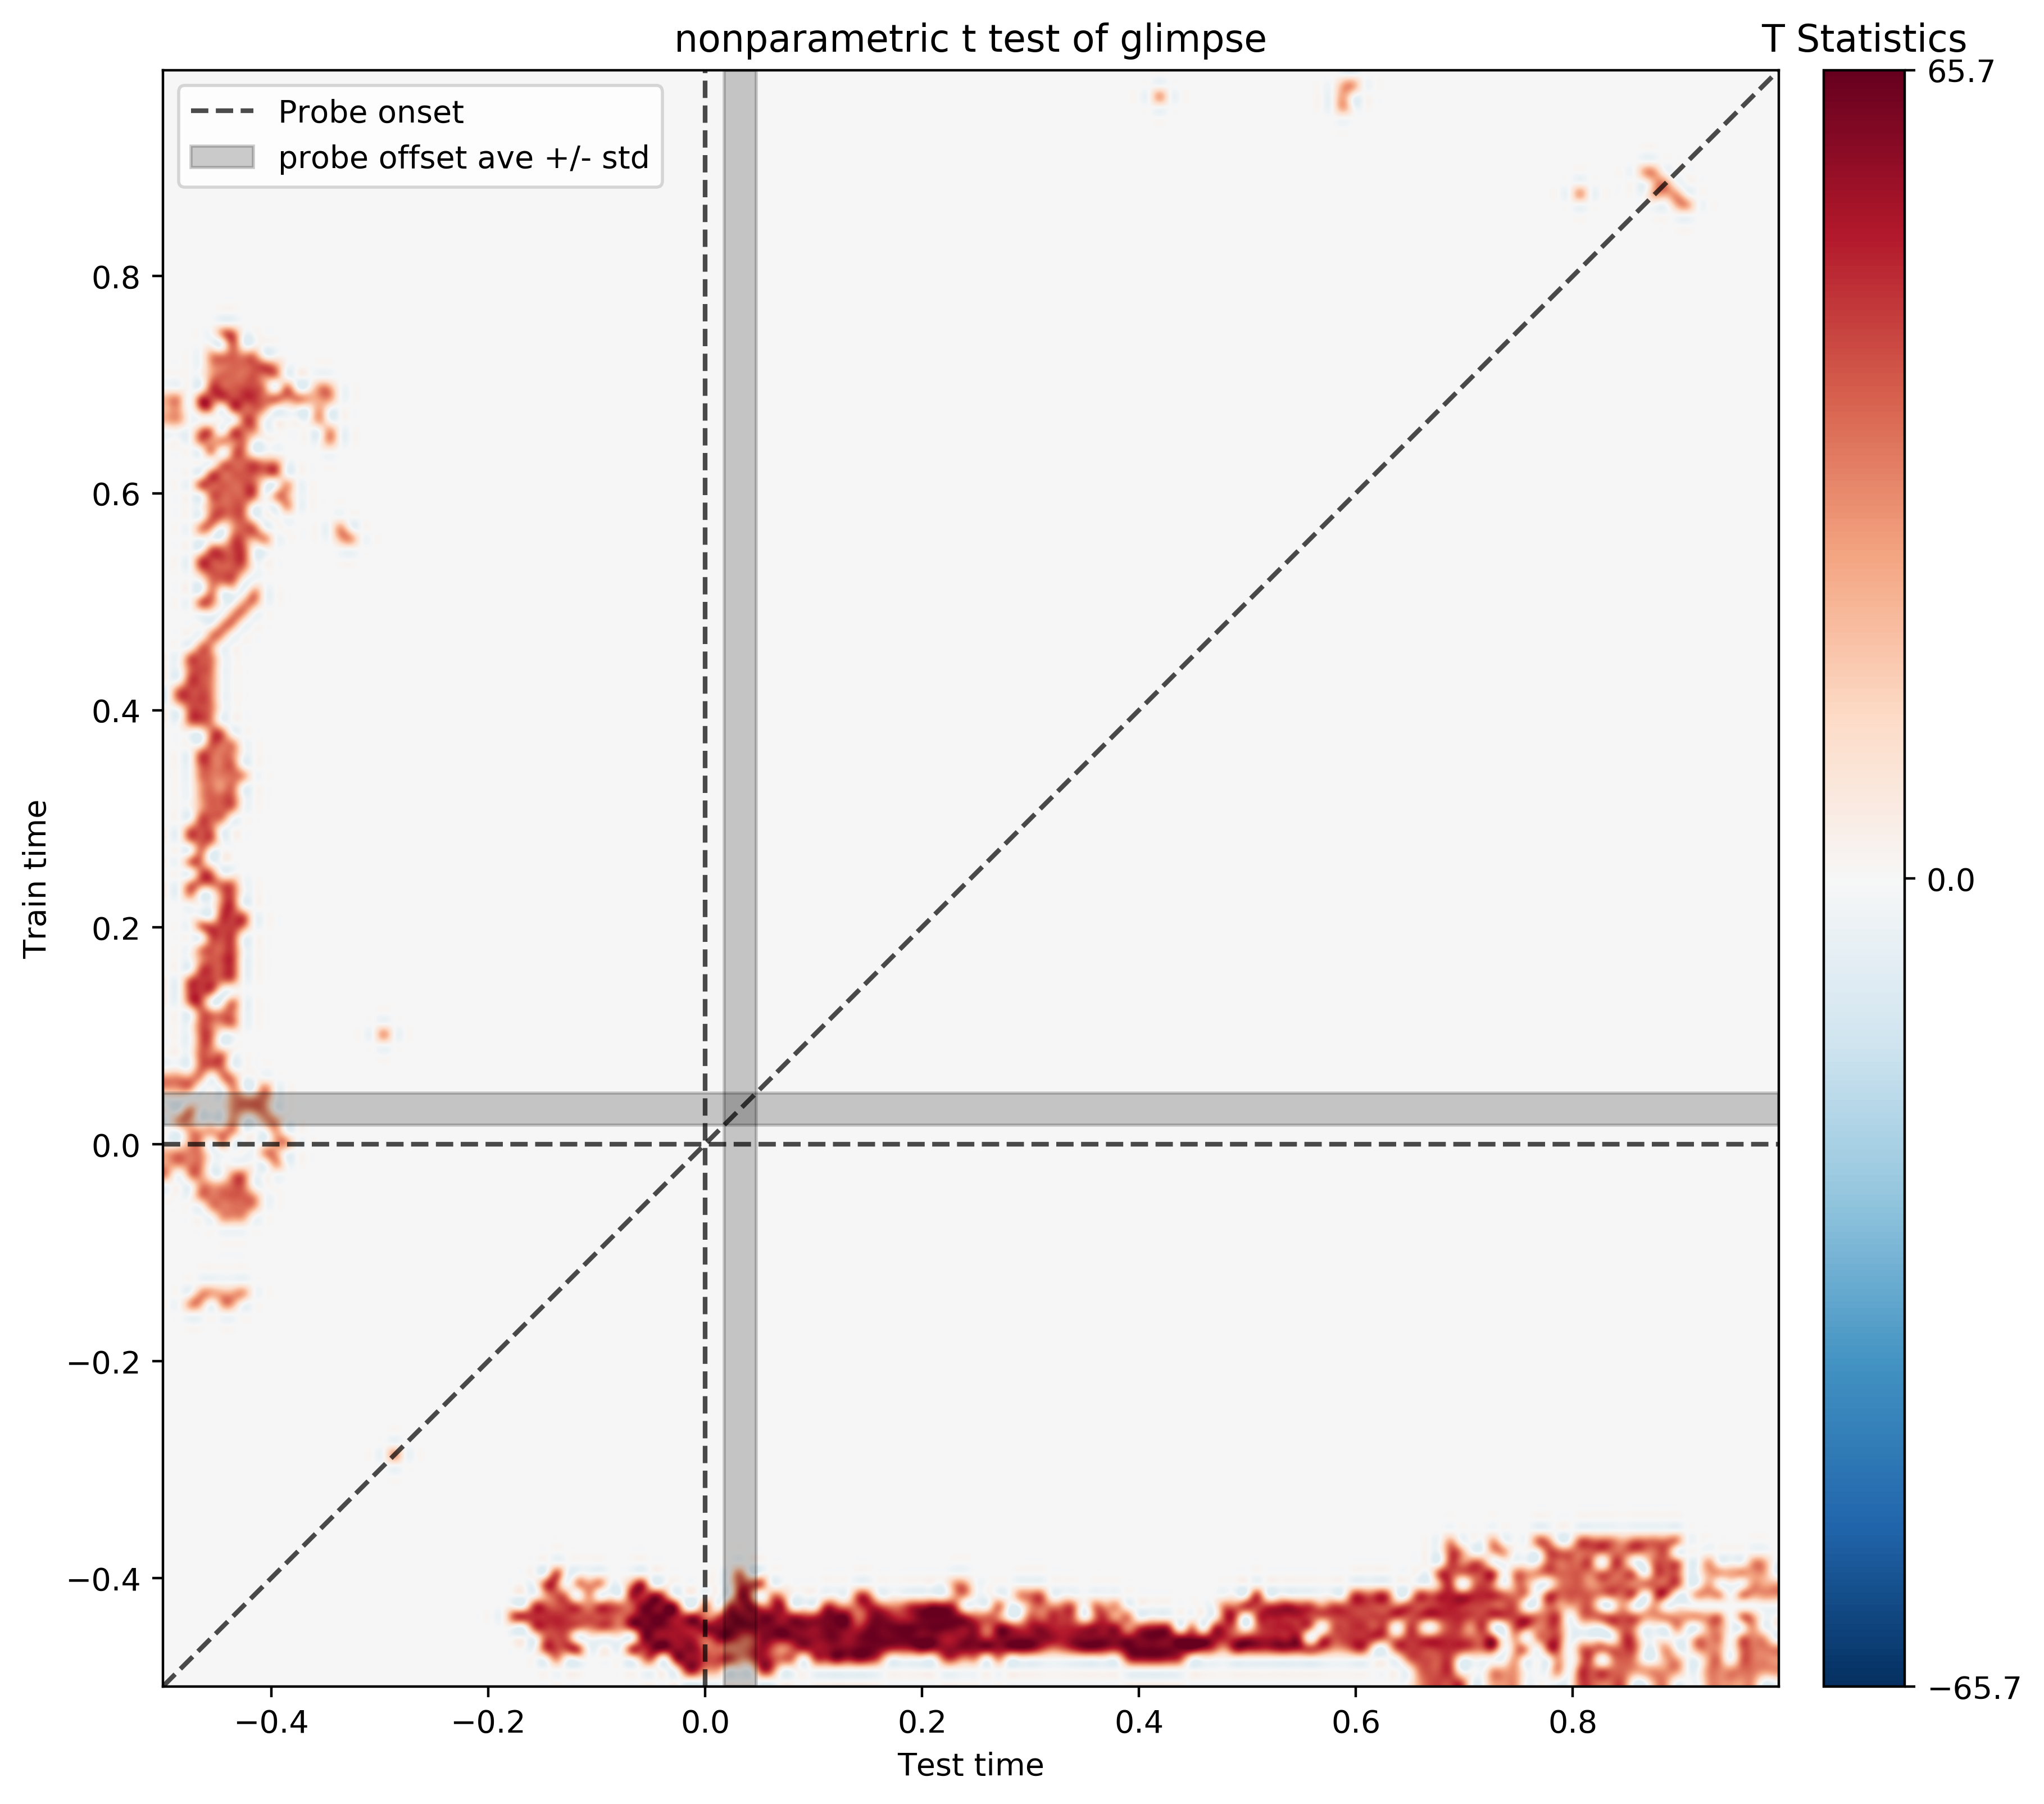 nonparametric t test of glimpse
T Statistics
Probe onset
probe offset ave +/- std
65.7
0.0
−65.7
Train time
0.8
0.6
0.4
0.2
0.0
−0.2
−0.4
−0.4
−0.2
0.0
0.2
0.4
0.6
0.8
Test time